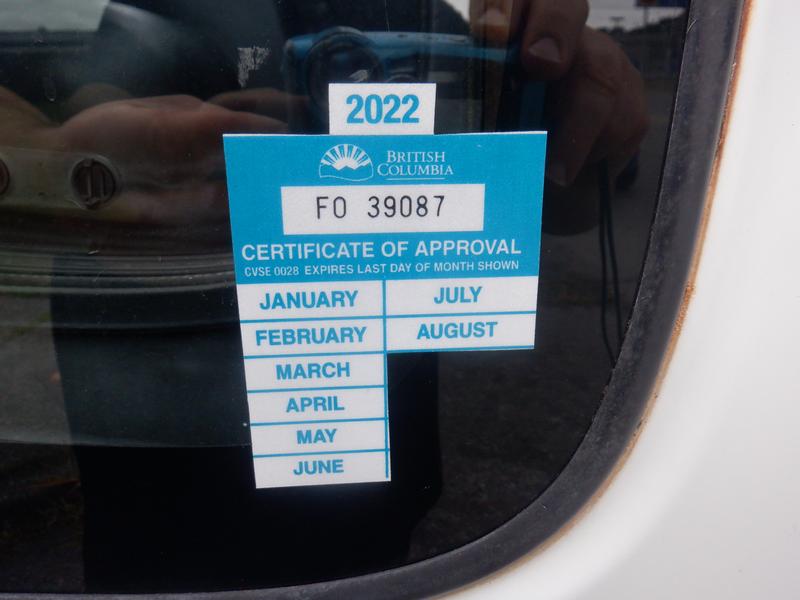 2022
BRITISH
COLUMBIA
FO 39087
CERTIFICATE OF APPROVAL
CVSE 0028 EXPIRES LAST DAY OF MONTH SHOWN
JANUARY
FEBRUARY
MARCH
APRIL
MAY
JUNE
JULY
AUGUST